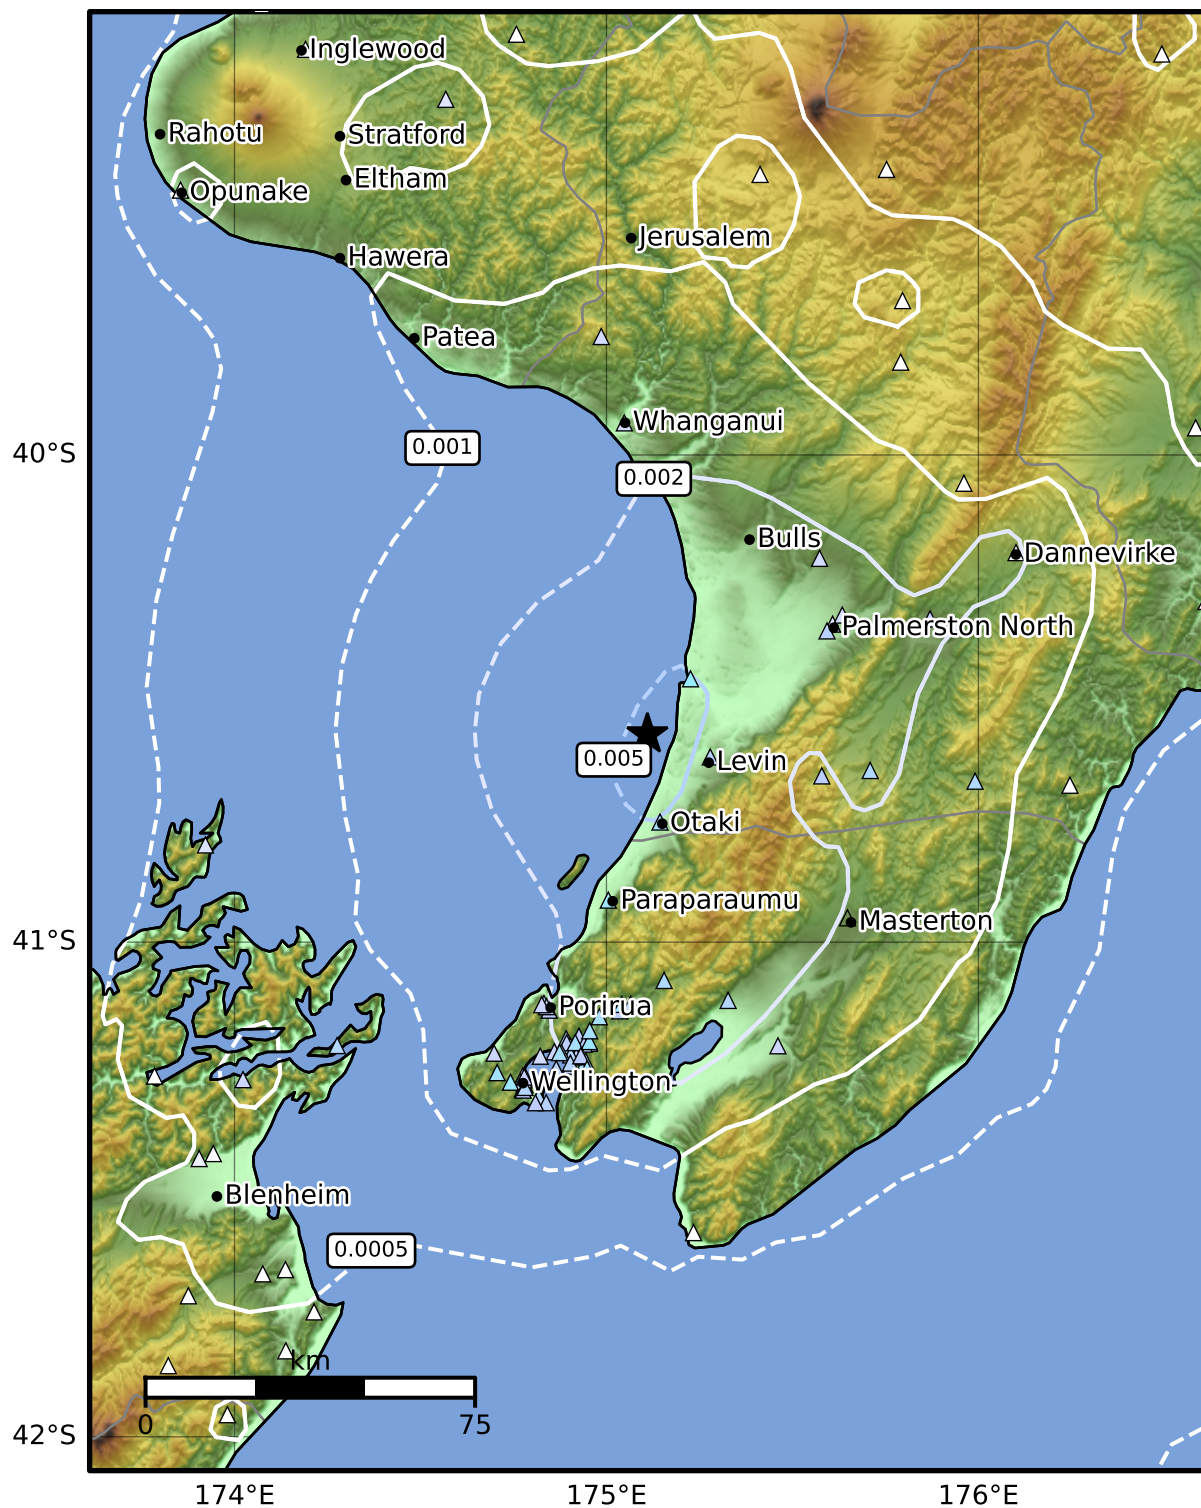 Inglewood
Rahotu
Stratford
Eltham
Opunake
Jerusalem
Hawera
Patea
Whanganui
0.001
40°S
0.002
Bulls
Dannevirke
Palmerston North
0.005
Levin
Otaki
Paraparaumu
Masterton
41°S
Porirua
Wellington
Blenheim
0.0005
km
0
75
42°S
174°E
175°E
176°E